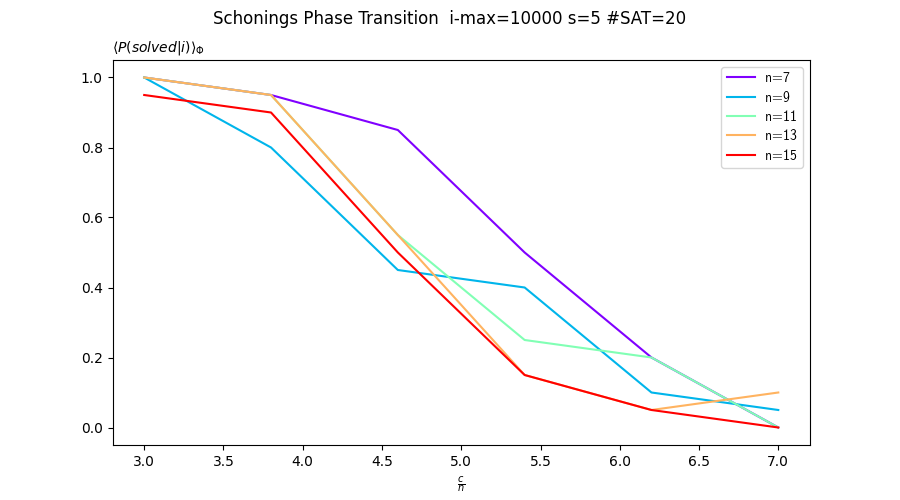 Schonings Phase Transition  i-max=10000 s=5 #SAT=20
⟨P(solved|i)⟩Φ
n=7
n=9
n=11
n=13
n=15
1.0
0.8
0.6
0.4
0.2
0.0
3.0 3.5 4.0 4.5 5.0 5.5 6.0 6.5 7.0
c/n